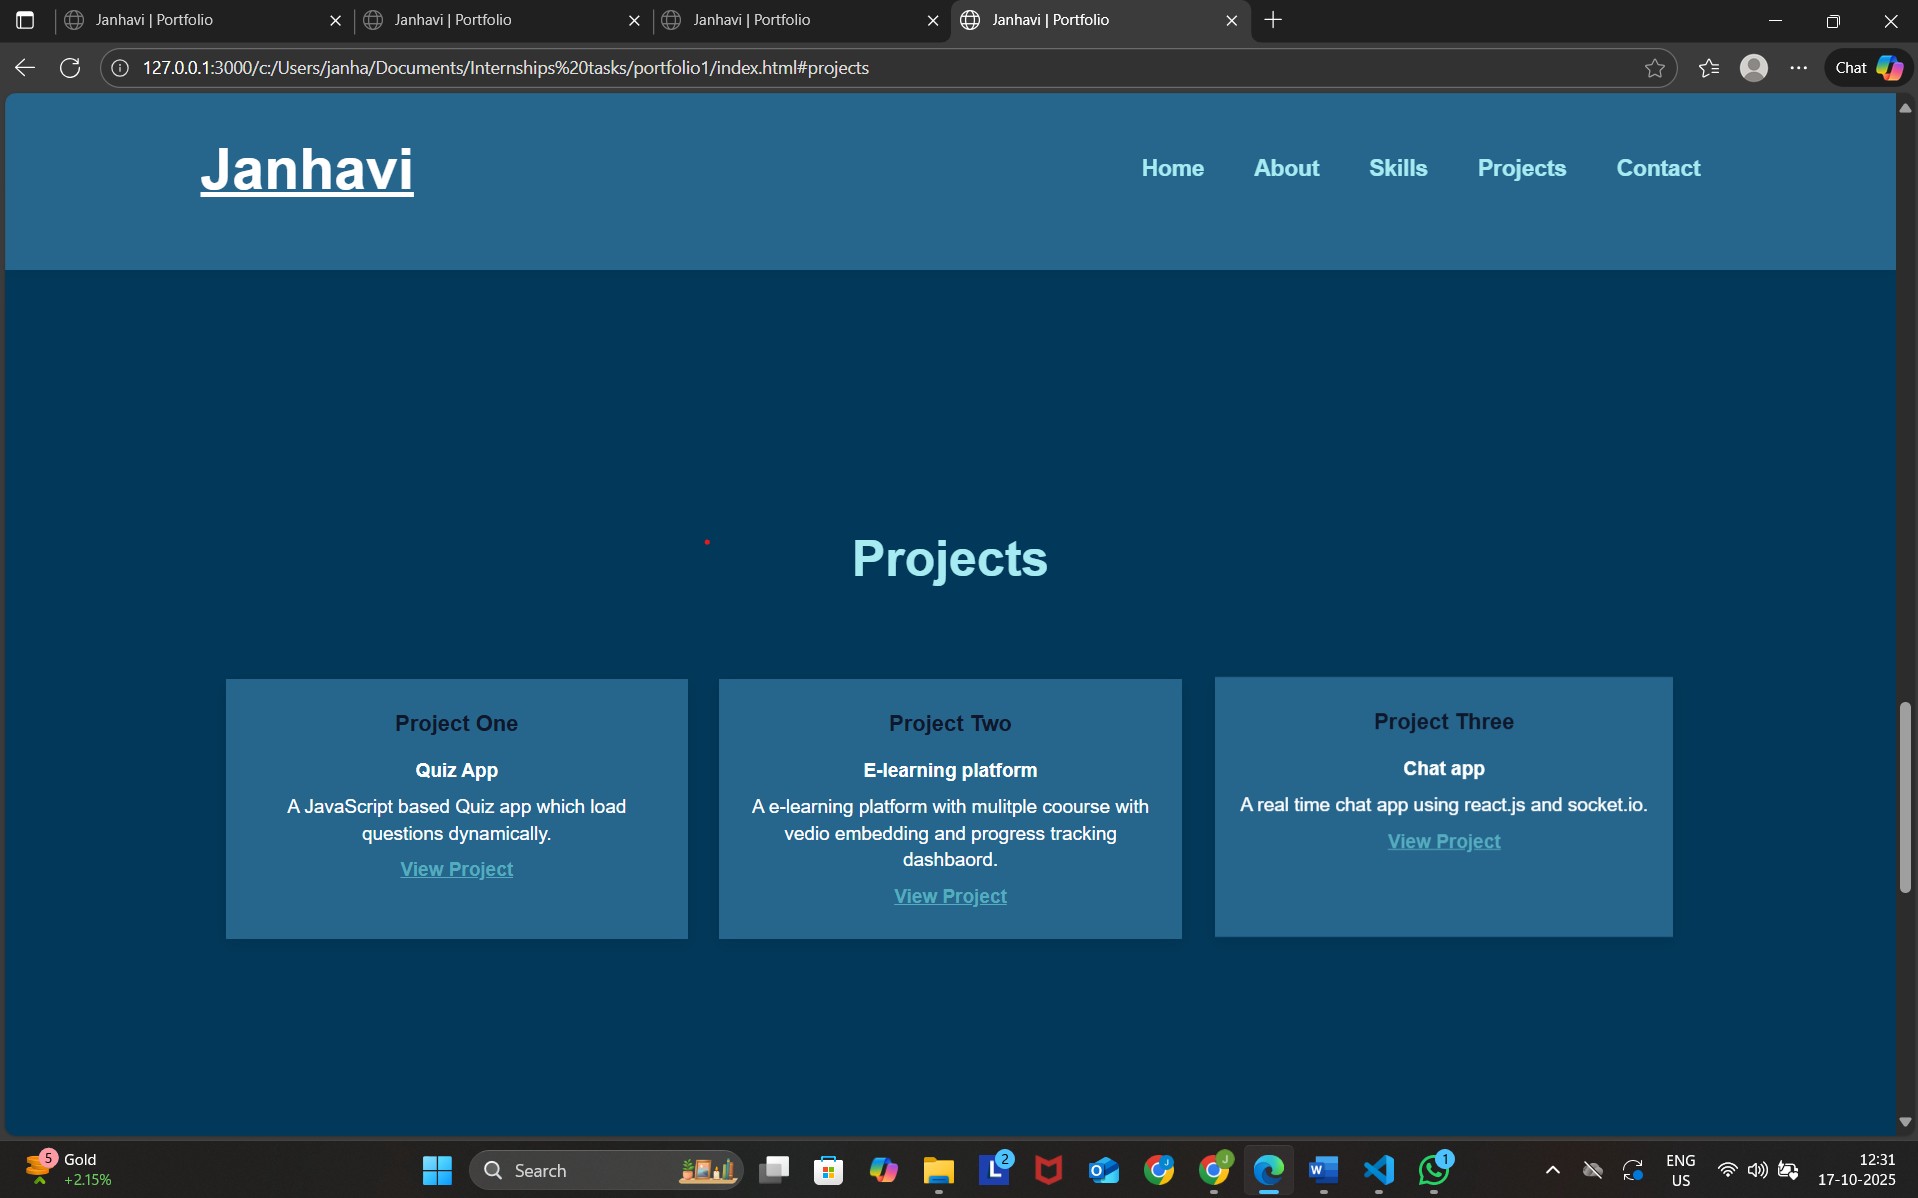 Janhavi | Portfolio
Janhavi | Portfolio
Janhavi | Portfolio
Janhavi | Portfolio
127.0.0.1:3000/c:/Users/janha/Documents/Internships%20tasks/portfolio1/index.html#projects
Chat
Janhavi
Home
About
Skills
Projects
Contact
Projects
Project One
Quiz App
A JavaScript based Quiz app which load
questions dynamically.
View Project
Project Two
E-learning platform
A e-learning platform with mulitple coourse with
vedio embedding and progress tracking
dashbaord.
View Project
Project Three
Chat app
A real time chat app using react.js and socket.io.
View Project
5
Gold
+2.15%
Search
L
2
O
J
J
W
1
ENG
US
12:31
17-10-2025